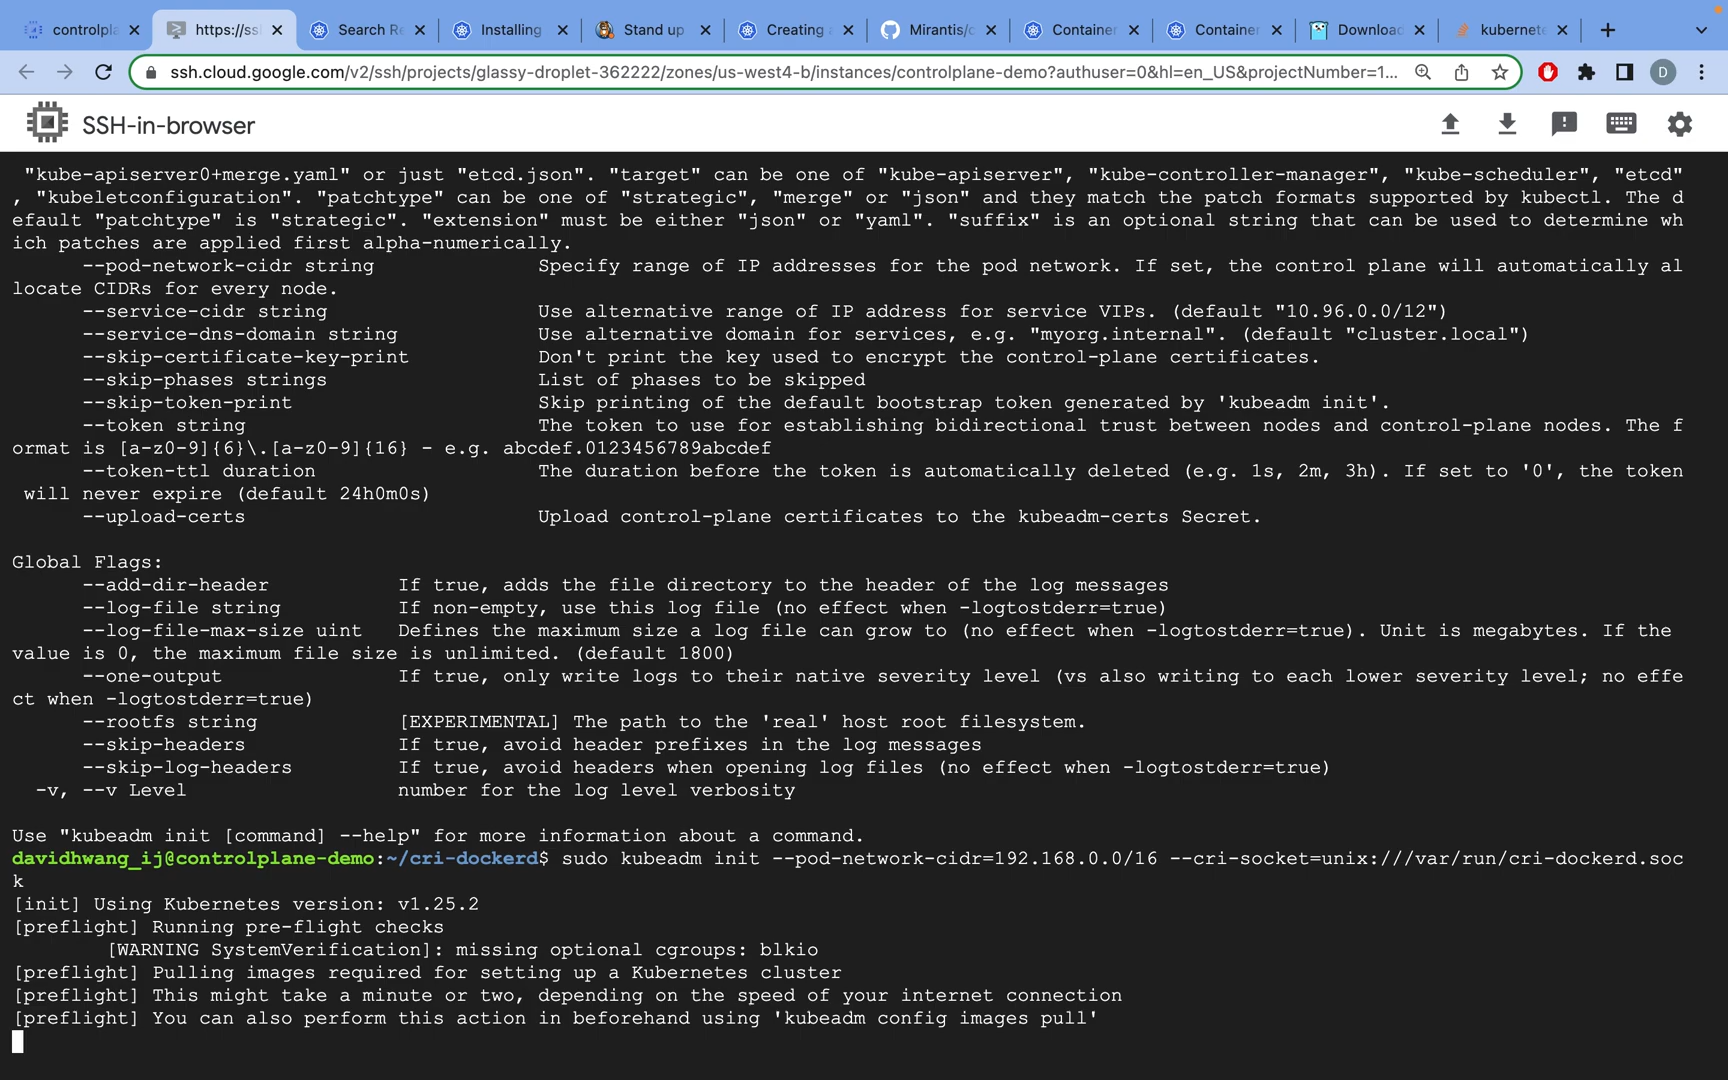 controlpla
https://ssh
Search Re
Installing
Stand up
Creating a
Mirantis/c
Container
Container
Download
kubernete
ssh.cloud.google.com/v2/ssh/projects/glassy-droplet-362222/zones/us-west4-b/instances/controlplane-demo?authuser=0&hl=en_US&projectNumber=1...
D
SSH-in-browser
"kube-apiserver0+merge.yaml" or just "etcd.json". "target" can be one of "kube-apiserver", "kube-controller-manager", "kube-scheduler", "etcd"
, "kubeletconfiguration". "patchtype" can be one of "strategic", "merge" or "json" and they match the patch formats supported by kubectl. The d
efault "patchtype" is "strategic". "extension" must be either "json" or "yaml". "suffix" is an optional string that can be used to determine wh
ich patches are applied first alpha-numerically.
--pod-network-cidr string Specify range of IP addresses for the pod network. If set, the control plane will automatically al
locate CIDRs for every node.
--service-cidr string Use alternative range of IP address for service VIPs. (default "10.96.0.0/12")
--service-dns-domain string Use alternative domain for services, e.g. "myorg.internal". (default "cluster.local")
--skip-certificate-key-print Don't print the key used to encrypt the control-plane certificates.
--skip-phases strings List of phases to be skipped
--skip-token-print Skip printing of the default bootstrap token generated by 'kubeadm init'.
--token string The token to use for establishing bidirectional trust between nodes and control-plane nodes. The f
ormat is [a-z0-9]{6}\.[a-z0-9]{16} - e.g. abcdef.0123456789abcdef
--token-ttl duration The duration before the token is automatically deleted (e.g. 1s, 2m, 3h). If set to '0', the token
will never expire (default 24h0m0s)
--upload-certs Upload control-plane certificates to the kubeadm-certs Secret.
Global Flags:
--add-dir-header If true, adds the file directory to the header of the log messages
--log-file string If non-empty, use this log file (no effect when -logtostderr=true)
--log-file-max-size uint Defines the maximum size a log file can grow to (no effect when -logtostderr=true). Unit is megabytes. If the
value is 0, the maximum file size is unlimited. (default 1800)
--one-output If true, only write logs to their native severity level (vs also writing to each lower severity level; no effe
ct when -logtostderr=true)
--rootfs string [EXPERIMENTAL] The path to the 'real' host root filesystem.
--skip-headers If true, avoid header prefixes in the log messages
--skip-log-headers If true, avoid headers when opening log files (no effect when -logtostderr=true)
-v, --v Level number for the log level verbosity
Use "kubeadm init [command] --help" for more information about a command.
davidhwang_ij@controlplane-demo:~/cri-dockerd$ sudo kubeadm init --pod-network-cidr=192.168.0.0/16 --cri-socket=unix:///var/run/cri-dockerd.soc
k
[init] Using Kubernetes version: v1.25.2
[preflight] Running pre-flight checks
[WARNING SystemVerification]: missing optional cgroups: blkio
[preflight] Pulling images required for setting up a Kubernetes cluster
[preflight] This might take a minute or two, depending on the speed of your internet connection
[preflight] You can also perform this action in beforehand using 'kubeadm config images pull'